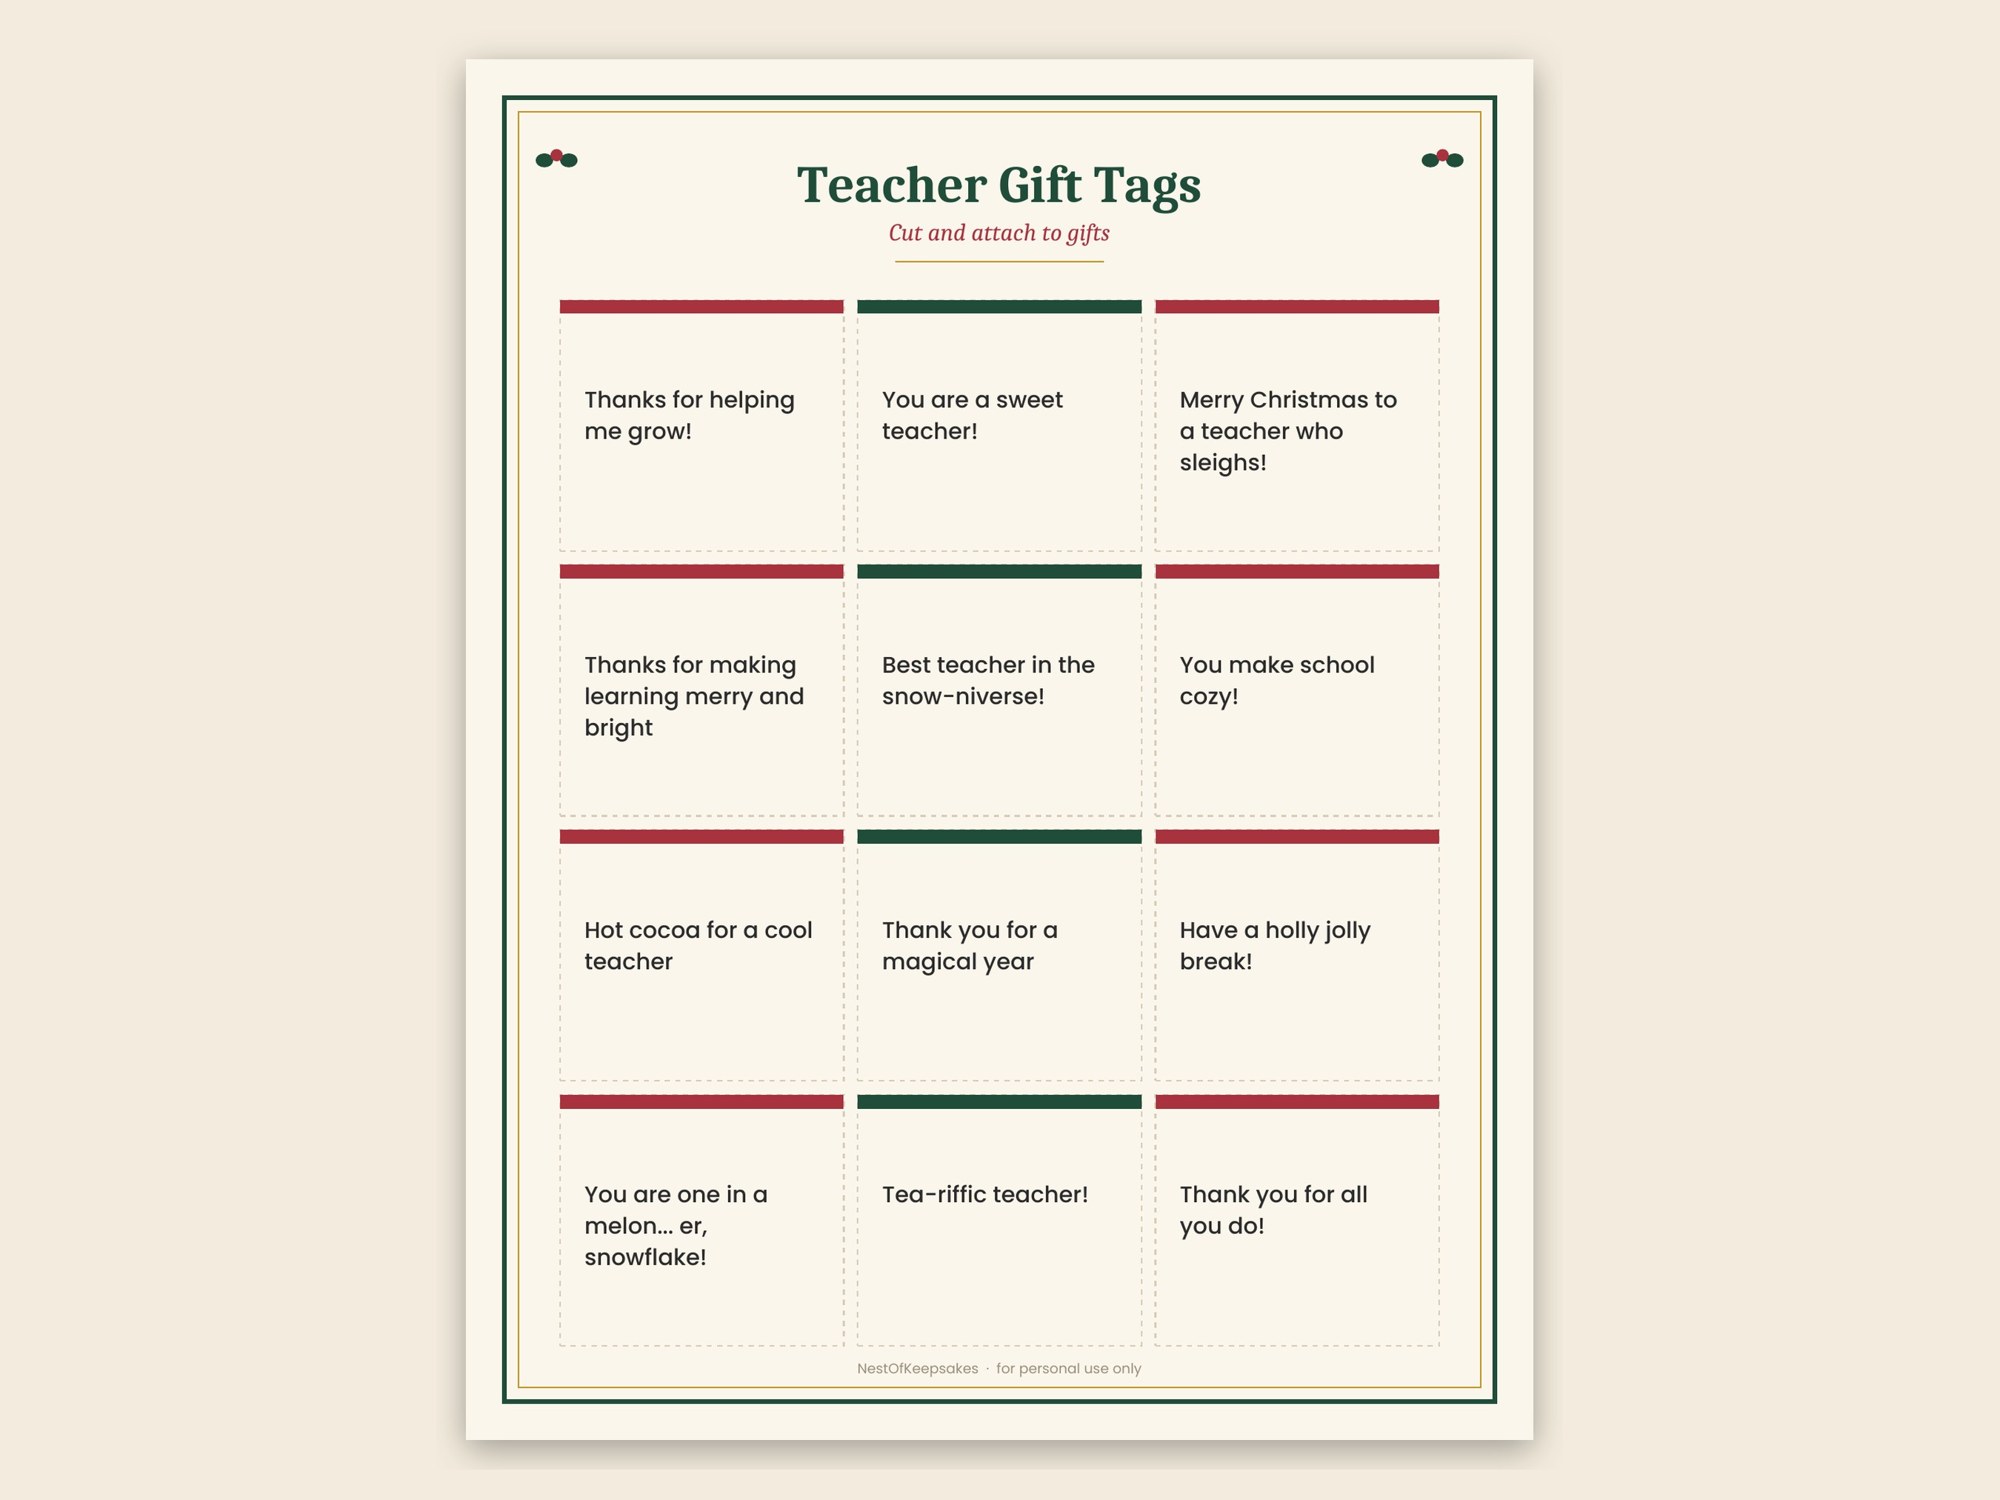 Teacher Gift Tags
Cut and attach to gifts
Thanks for helping
me grow!
You are a sweet
teacher!
Merry Christmas to
a teacher who
sleighs!
Thanks for making
learning merry and
bright
Best teacher in the
snow-niverse!
You make school
cozy!
Hot cocoa for a cool
teacher
Thank you for a
magical year
Have a holly jolly
break!
You are one in a
melon... er,
snowflake!
Tea-riffic teacher!
Thank you for all
you do!
NestOfKeepsakes · for personal use only